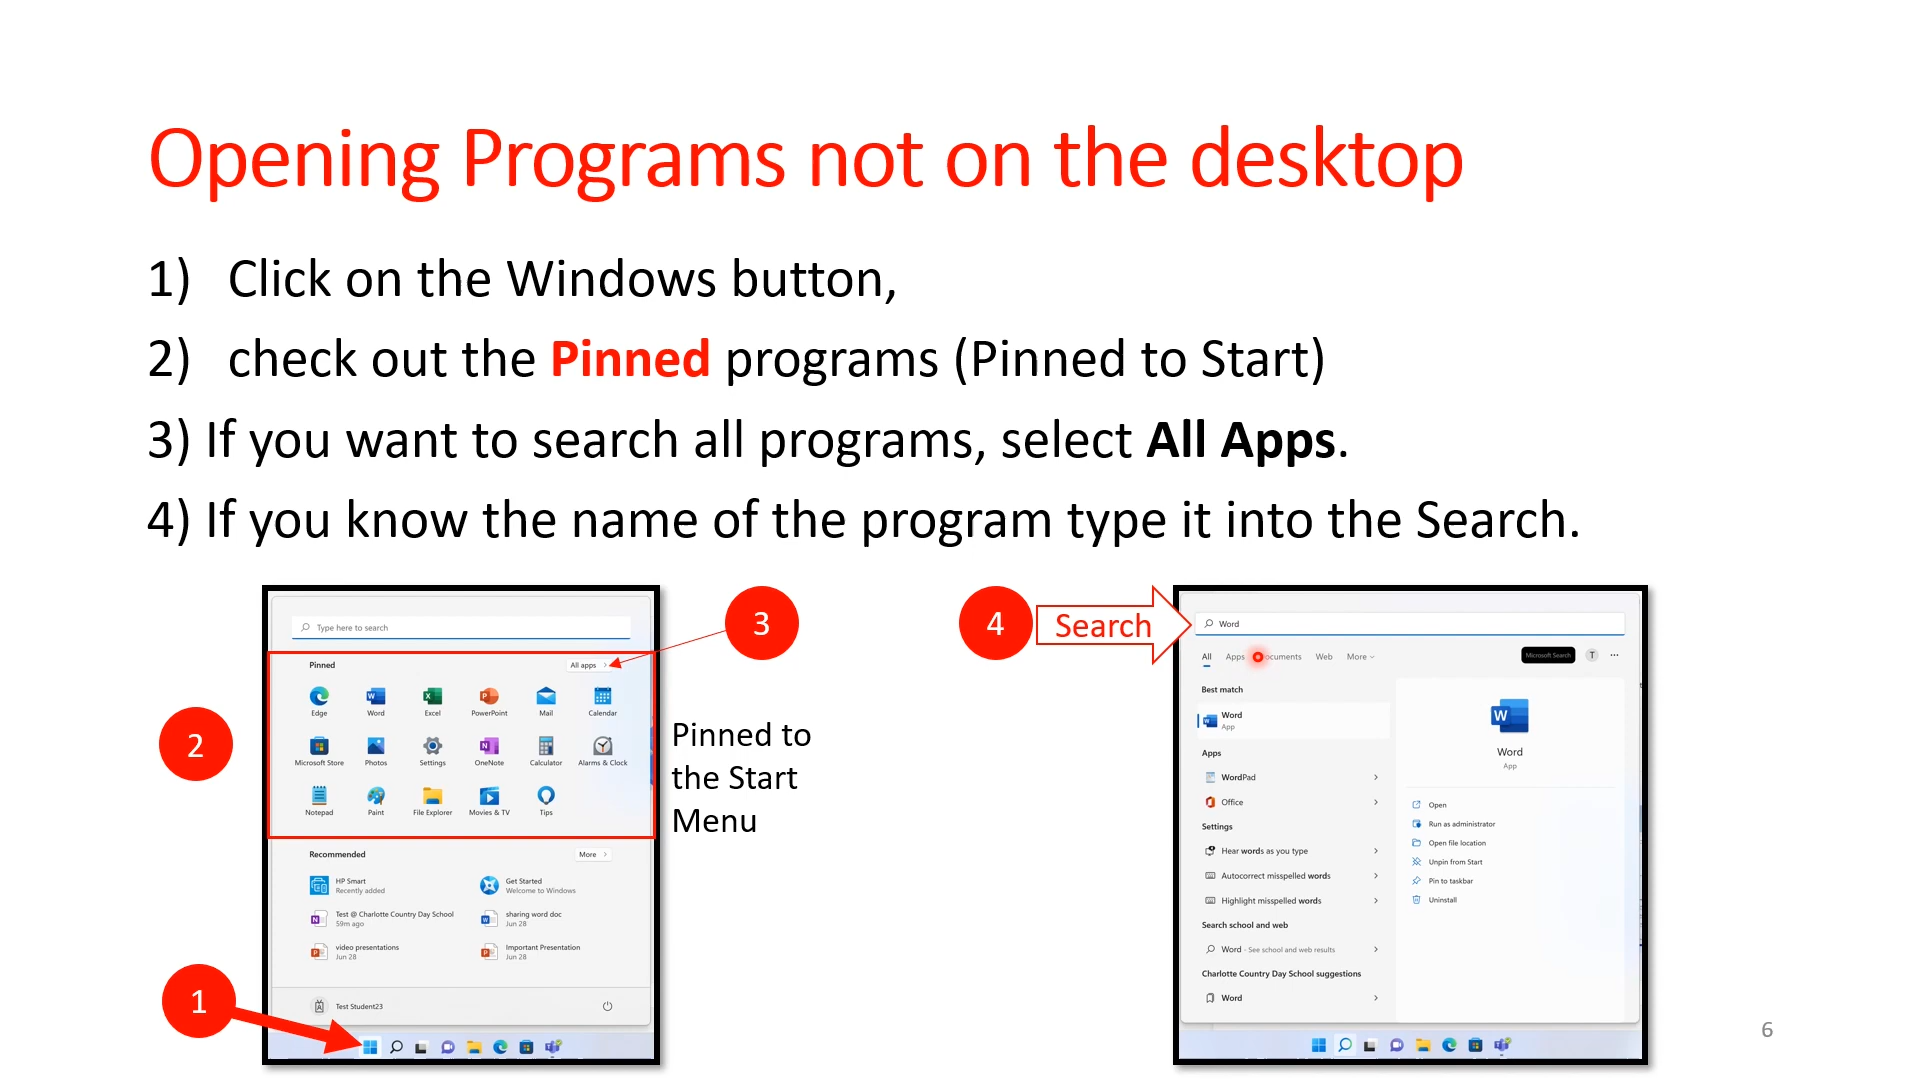 Opening Programs not on the desktop
1) Click on the Windows button,
2) check out the Pinned programs (Pinned to Start)
3) If you want to search all programs, select All Apps.
4) If you know the name of the program type it into the Search.
Type here to search
Pinned
All apps
Edge
Word
Excel
PowerPoint
Mail
Calendar
Microsoft Store
Photos
Settings
OneNote
Calculator
Alarms & Clock
Notepad
Paint
File Explorer
Movies & TV
Tips
Recommended
More
HP Smart
Recently added
Get Started
Welcome to Windows
Test @ Charlotte Country Day School
59m ago
sharing word doc
Jun 28
video presentations
Jun 28
Important Presentation
Jun 28
Test Student23
1
2
3
Pinned to
the Start
Menu
4
Search
Word
All
Apps
ocuments
Web
More
Microsoft Search
T
Best match
Word
App
Apps
WordPad
Office
Settings
Hear words as you type
Autocorrect misspelled words
Highlight misspelled words
Search school and web
Word - See school and web results
Charlotte Country Day School suggestions
Word
Word
App
Open
Run as administrator
Open file location
Unpin from Start
Pin to taskbar
Uninstall
6